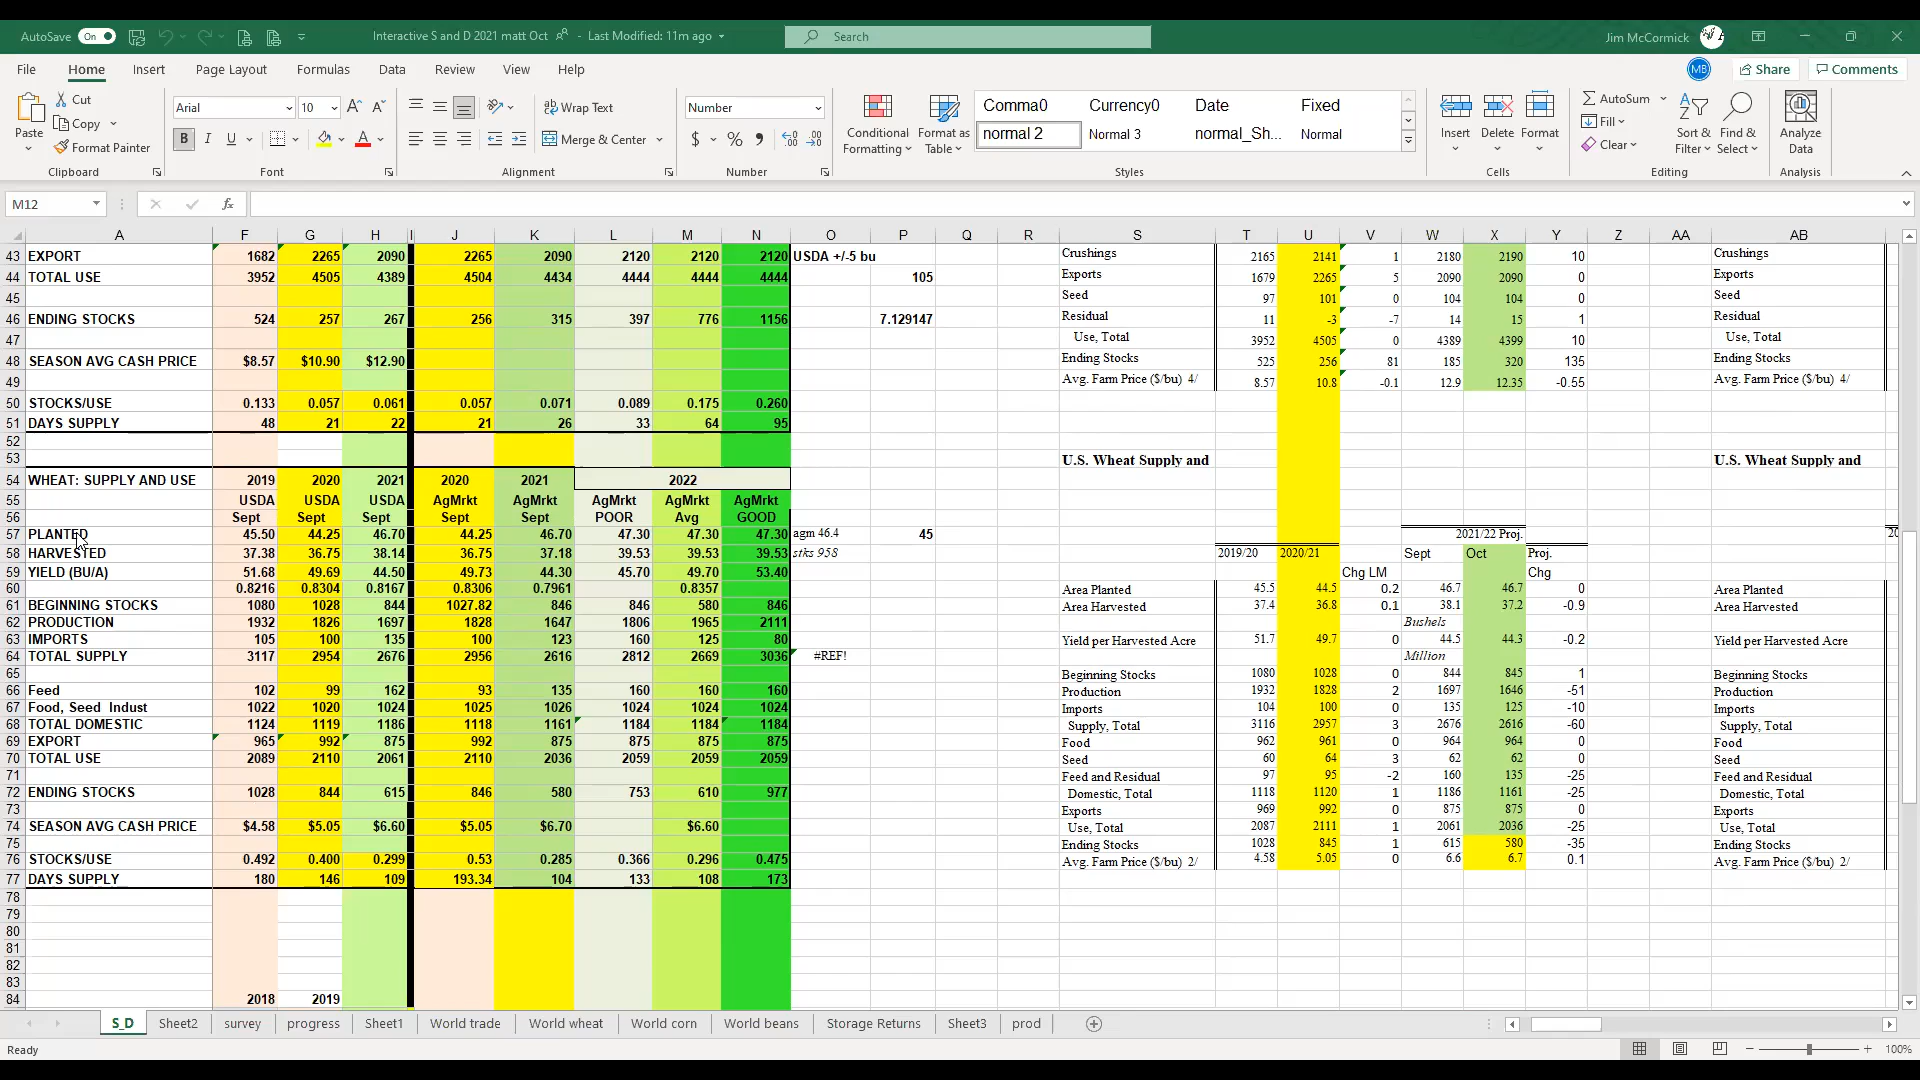 AutoSave On Interactive S and D 2021 matt Oct - Last Modified: 11m ago Search Jim McCormick
File Home Insert Page Layout Formulas Data Review View Help MB Share Comments
Cut Arial 10 Wrap Text Number Comma0 Currency0 Date Fixed AutoSum
Paste Copy Format Painter B I U Merge & Center $ % Conditional Formatting Format as Table normal 2 Normal 3 normal_Sh... Normal Insert Delete Format Fill Clear Sort & Filter Find & Select Analyze Data
Clipboard Font Alignment Number Styles Cells Editing Analysis
M12 fx
A F G H I J K L M N O P Q R S T U V W X Y Z AA AB
43 EXPORT 1682 2265 2090 2265 2090 2120 2120 2120 USDA +/-5 bu Crushings 2165 2141 1 2180 2190 10 Crushings
44 TOTAL USE 3952 4505 4389 4504 4434 4444 4444 4444 105 Exports 1679 2265 5 2090 2090 0 Exports
45 Seed 97 101 0 104 104 0 Seed
46 ENDING STOCKS 524 257 267 256 315 397 776 1156 7.129147 Residual 11 -3 -7 14 15 1 Residual
47 Use, Total 3952 4505 0 4389 4399 10 Use, Total
48 SEASON AVG CASH PRICE $8.57 $10.90 $12.90 Ending Stocks 525 256 81 185 320 135 Ending Stocks
49 Avg. Farm Price ($/bu) 4/ 8.57 10.8 -0.1 12.9 12.35 -0.55 Avg. Farm Price ($/bu) 4/
50 STOCKS/USE 0.133 0.057 0.061 0.057 0.071 0.089 0.175 0.260
51 DAYS SUPPLY 48 21 22 21 26 33 64 95
52
53 U.S. Wheat Supply and U.S. Wheat Supply and
54 WHEAT: SUPPLY AND USE 2019 2020 2021 2020 2021 2022
55 USDA USDA USDA AgMrkt AgMrkt AgMrkt AgMrkt AgMrkt
56 Sept Sept Sept Sept Sept POOR Avg GOOD
57 PLANTED 45.50 44.25 46.70 44.25 46.70 47.30 47.30 47.30 agm 46.4 45 2021/22 Proj. 20
58 HARVESTED 37.38 36.75 38.14 36.75 37.18 39.53 39.53 39.53 stks 958 2019/20 2020/21 Sept Oct Proj.
59 YIELD (BU/A) 51.68 49.69 44.50 49.73 44.30 45.70 49.70 53.40 Chg LM Chg
60 0.8216 0.8304 0.8167 0.8306 0.7961 0.8357 Area Planted 45.5 44.5 0.2 46.7 46.7 0 Area Planted
61 BEGINNING STOCKS 1080 1028 844 1027.82 846 846 580 846 Area Harvested 37.4 36.8 0.1 38.1 37.2 -0.9 Area Harvested
62 PRODUCTION 1932 1826 1697 1828 1647 1806 1965 2111 Bushels
63 IMPORTS 105 100 135 100 123 160 125 80 Yield per Harvested Acre 51.7 49.7 0 44.5 44.3 -0.2 Yield per Harvested Acre
64 TOTAL SUPPLY 3117 2954 2676 2956 2616 2812 2669 3036 #REF! Million
65 Beginning Stocks 1080 1028 0 844 845 1 Beginning Stocks
66 Feed 102 99 162 93 135 160 160 160 Production 1932 1828 2 1697 1646 -51 Production
67 Food, Seed Indust 1022 1020 1024 1025 1026 1024 1024 1024 Imports 104 100 0 135 125 -10 Imports
68 TOTAL DOMESTIC 1124 1119 1186 1118 1161 1184 1184 1184 Supply, Total 3116 2957 3 2676 2616 -60 Supply, Total
69 EXPORT 965 992 875 992 875 875 875 875 Food 962 961 0 964 964 0 Food
70 TOTAL USE 2089 2110 2061 2110 2036 2059 2059 2059 Seed 60 64 3 62 62 0 Seed
71 Feed and Residual 97 95 -2 160 135 -25 Feed and Residual
72 ENDING STOCKS 1028 844 615 846 580 753 610 977 Domestic, Total 1118 1120 1 1186 1161 -25 Domestic, Total
73 Exports 969 992 0 875 875 0 Exports
74 SEASON AVG CASH PRICE $4.58 $5.05 $6.60 $5.05 $6.70 $6.60 Use, Total 2087 2111 1 2061 2036 -25 Use, Total
75 Ending Stocks 1028 845 1 615 580 -35 Ending Stocks
76 STOCKS/USE 0.492 0.400 0.299 0.53 0.285 0.366 0.296 0.475 Avg. Farm Price ($/bu) 2/ 4.58 5.05 0 6.6 6.7 0.1 Avg. Farm Price ($/bu) 2/
77 DAYS SUPPLY 180 146 109 193.34 104 133 108 173
78
79
80
81
82
83
84 2018 2019
S_D Sheet2 survey progress Sheet1 World trade World wheat World corn World beans Storage Returns Sheet3 prod
Ready 100%